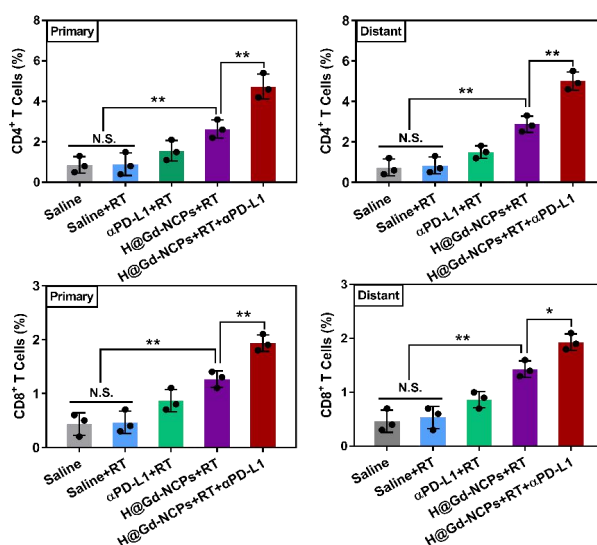 Primary
CD4⁺ T Cells (%)
8
6
4
2
0
N.S.
**
**
Saline
Saline+RT
αPD-L1+RT
H@Gd-NCPs+RT
H@Gd-NCPs+RT+αPD-L1
Distant
CD4⁺ T Cells (%)
8
6
4
2
0
N.S.
**
**
Saline
Saline+RT
αPD-L1+RT
H@Gd-NCPs+RT
H@Gd-NCPs+RT+αPD-L1
Primary
CD8⁺ T Cells (%)
3
2
1
0
N.S.
**
**
Saline
Saline+RT
αPD-L1+RT
H@Gd-NCPs+RT
H@Gd-NCPs+RT+αPD-L1
Distant
CD8⁺ T Cells (%)
3
2
1
0
N.S.
**
*
Saline
Saline+RT
αPD-L1+RT
H@Gd-NCPs+RT
H@Gd-NCPs+RT+αPD-L1